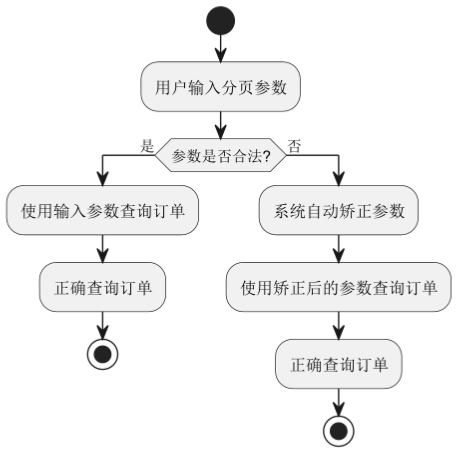 用户输入分页参数
是
参数是否合法?
否
使用输入参数查询订单
系统自动矫正参数
正确查询订单
使用矫正后的参数查询订单
正确查询订单